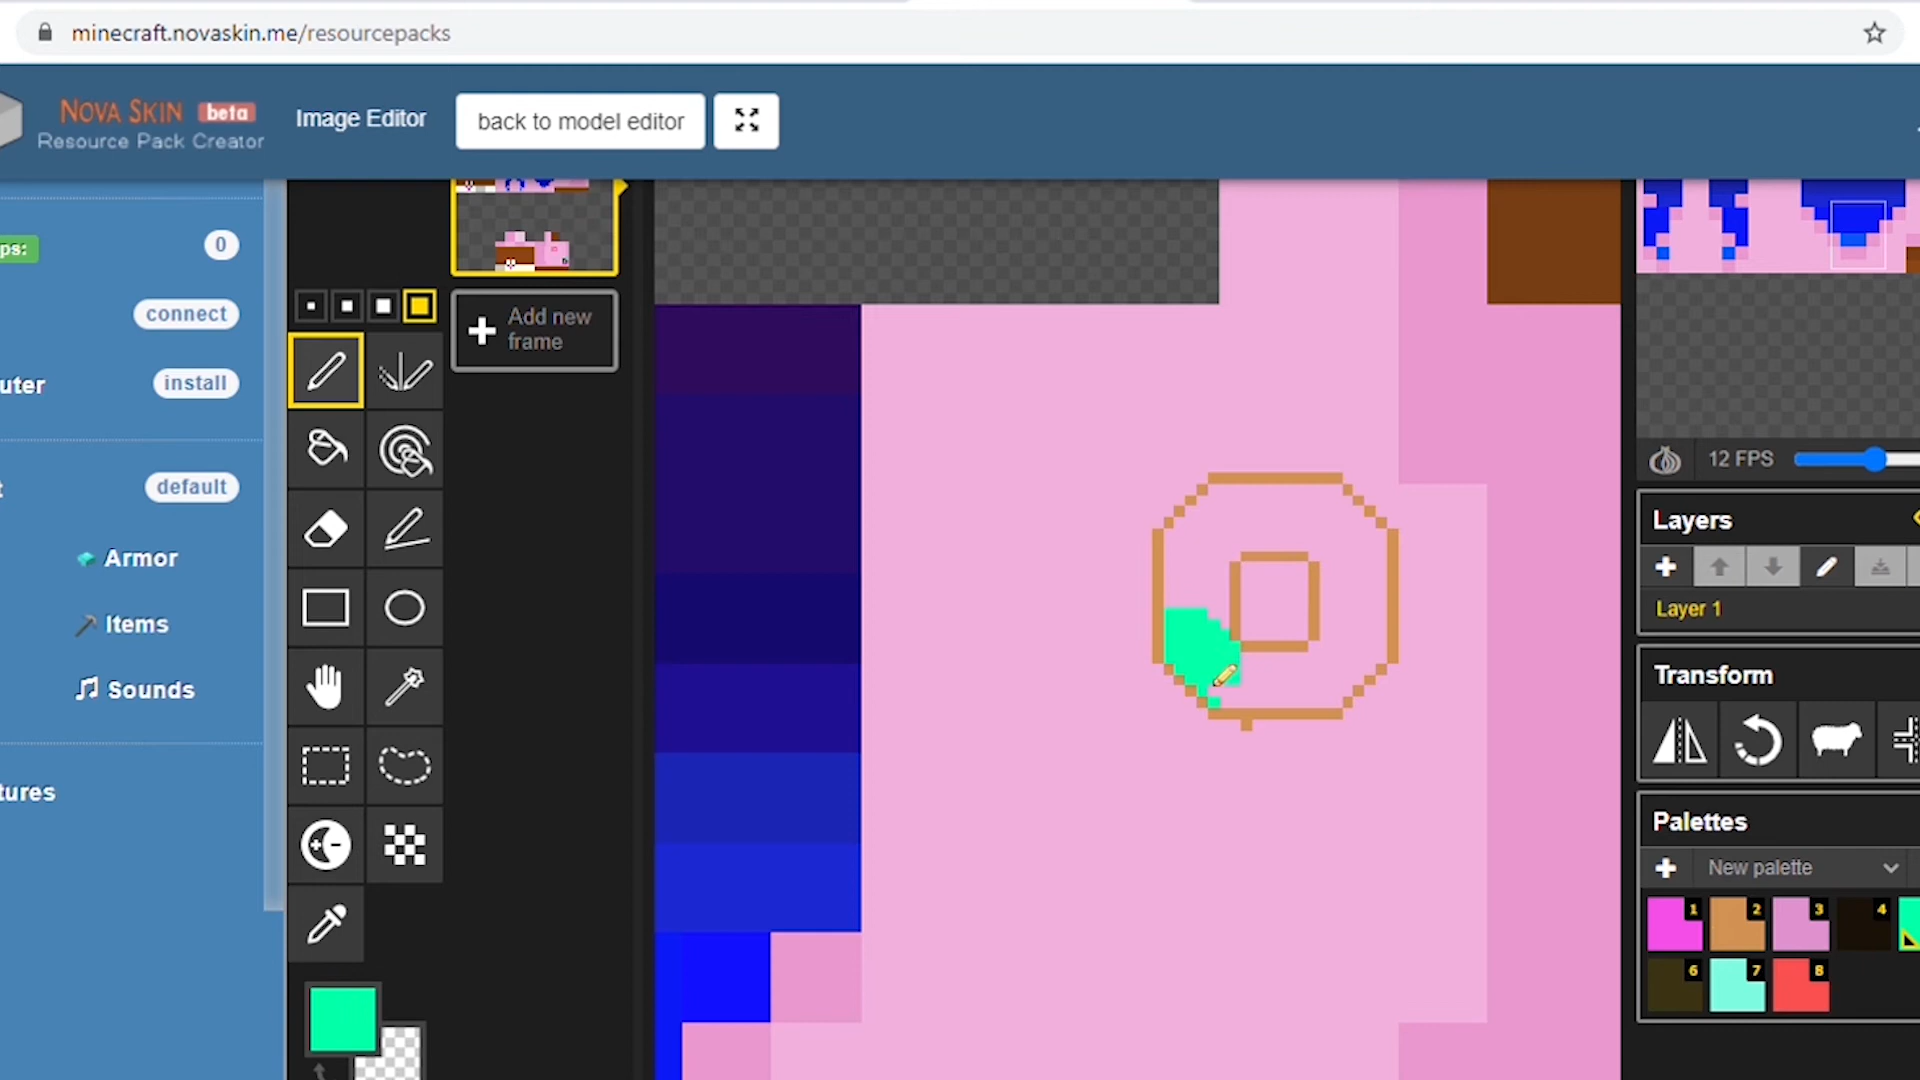 minecraft.novaskin.me/resourcepacks
NOVA SKIN beta
Resource Pack Creator
Image Editor
back to model editor
ps:
0
connect
uter
install
t
default
Armor
Items
Sounds
tures
Add new
frame
12 FPS
Layers
Layer 1
Transform
Palettes
New palette
1
2
3
4
6
7
8